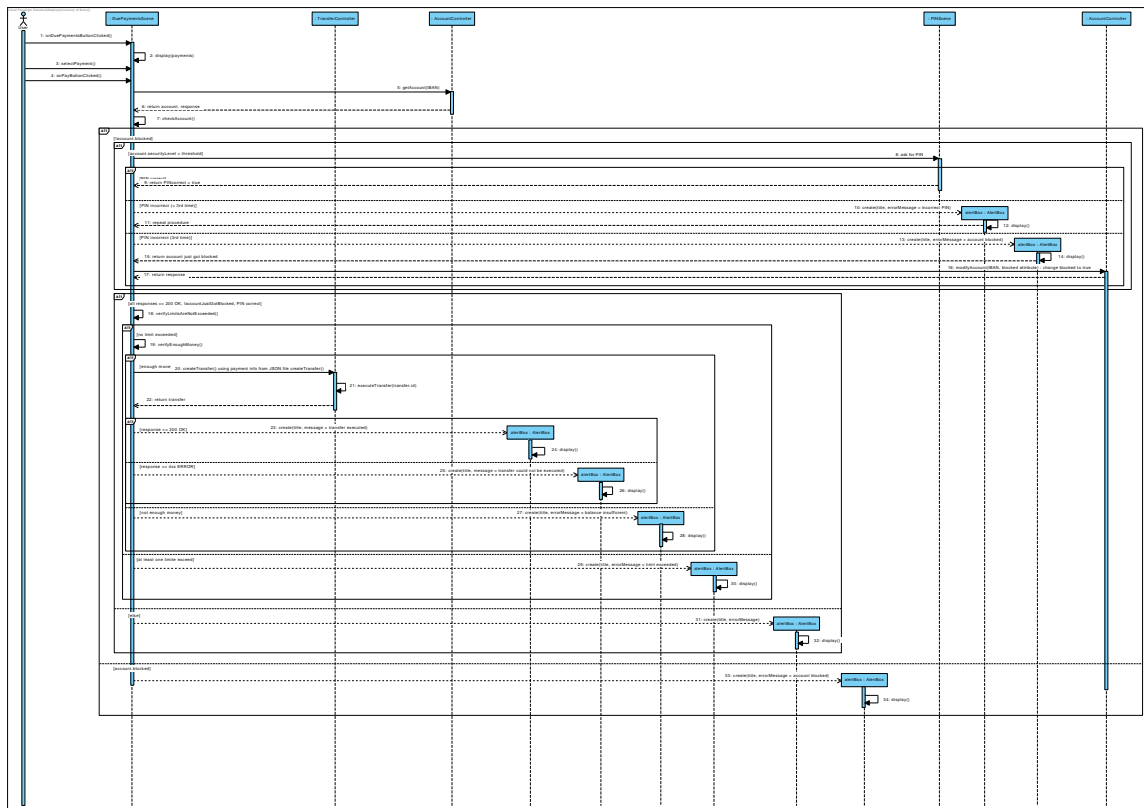 : DuePaymentsScene
: TransferController
: AccountController
: PINScene
: AccountController
User
1: onDuePaymentsButtonClicked()
2: display(payments)
3: selectPayment()
4: onPayButtonClicked()
5: getAccount(IBAN)
6: return account, response
7: checkAccount()
alt
[!account.blocked]
alt
[account.securityLevel = threshold]
8: ask for PIN
alt
9: return PINcorrect = true
[PIN incorrect (< 3rd time)]
10: create(title, errorMessage = incorrect PIN)
alertBox : AlertBox
11: repeat procedure
12: display()
[PIN incorrect (3rd time)]
13: create(title, errorMessage = account blocked)
alertBox : AlertBox
14: display()
15: return account just got blocked
16: modifyAccount(IBAN, blocked attribute) : change blocked to true
17: return response
alt
[all responses == 200 OK, !accountJustGotBlocked, PIN correct]
18: verifyLimitsAreNotExceeded()
alt
[no limit exceeded]
19: verifyEnoughMoney()
alt
[enough mone
20: createTransfer() using payment info from JSON file createTransfer()
21: executeTransfer(transfer.id)
22: return transfer
alt
[response == 200 OK]
23: create(title, message = transfer executed)
alertBox : AlertBox
24: display()
[response == 4xx ERROR]
25: create(title, message = transfer could not be executed)
alertBox : AlertBox
26: display()
[not enough money]
27: create(title, errorMessage = balance insufficient)
alertBox : AlertBox
28: display()
[at least one limite exceed]
29: create(title, errorMessage = limit exceeded)
alertBox : AlertBox
30: display()
[else]
31: create(title, errorMessage)
alertBox : AlertBox
32: display()
[account.blocked]
33: create(title, errorMessage = account blocked)
alertBox : AlertBox
34: display()